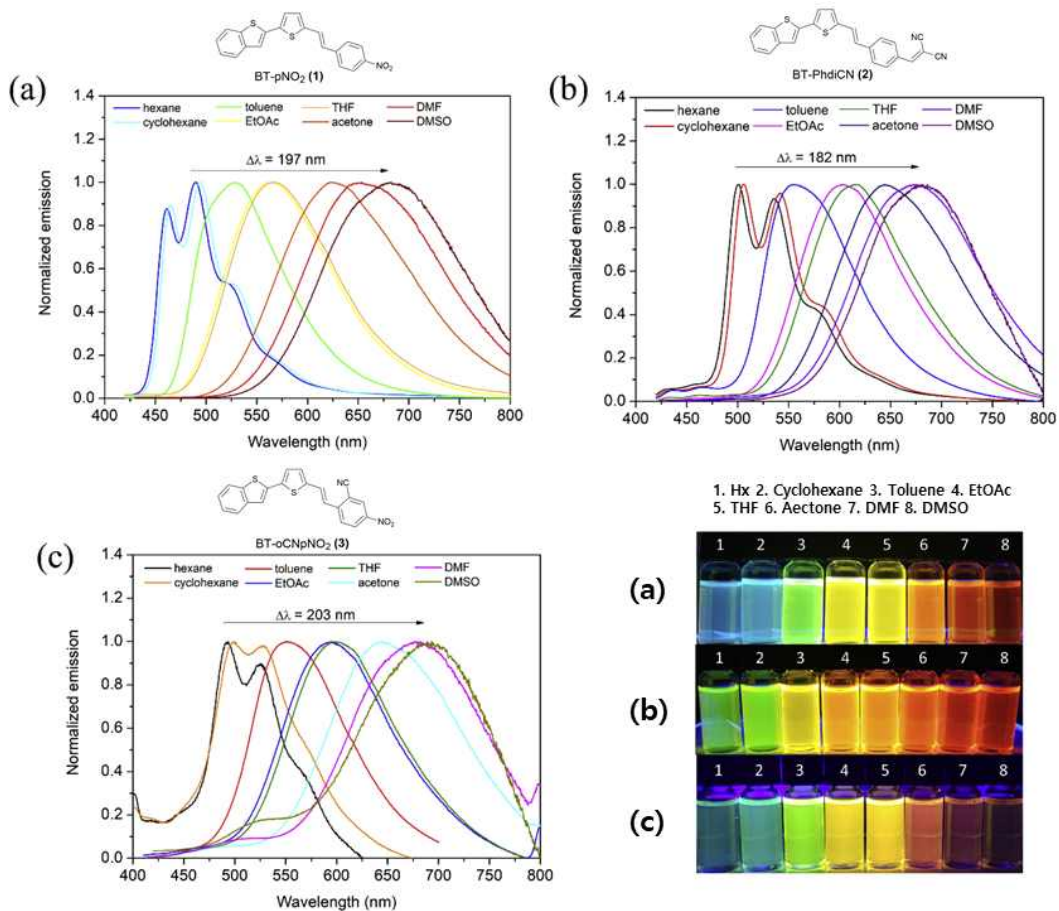 S
S
NO₂
BT-pNO₂ (1)
(a)
hexane toluene THF DMF
cyclohexane EtOAc acetone DMSO
Δλ = 197 nm
Normalized emission
1.4
1.2
1.0
0.8
0.6
0.4
0.2
0.0
400 450 500 550 600 650 700 750 800
Wavelength (nm)
S
S
CN
CN
BT-PhdiCN (2)
(b)
hexane toluene THF DMF
cyclohexane EtOAc acetone DMSO
Δλ = 182 nm
Normalized emission
1.4
1.2
1.0
0.8
0.6
0.4
0.2
0.0
400 450 500 550 600 650 700 750 800
Wavelength (nm)
S
S
NC
NO₂
BT-oCNpNO₂ (3)
(c)
hexane toluene THF DMF
cyclohexane EtOAc acetone DMSO
Δλ = 203 nm
Normalized emission
1.4
1.2
1.0
0.8
0.6
0.4
0.2
0.0
400 450 500 550 600 650 700 750 800
Wavelength (nm)
1. Hx 2. Cyclohexane 3. Toluene 4. EtOAc
5. THF 6. Aectone 7. DMF 8. DMSO
1 2 3 4 5 6 7 8
(a)
1 2 3 4 5 6 7 8
(b)
1 2 3 4 5 6 7 8
(c)